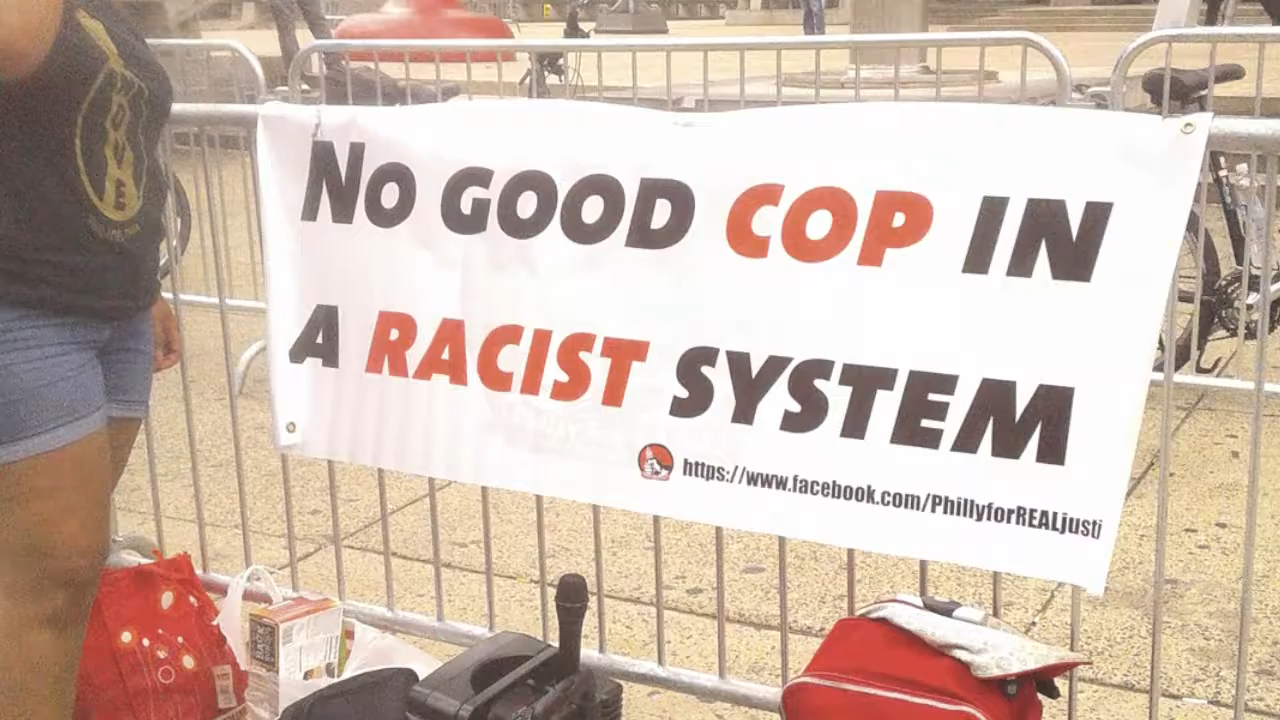 No GOOD COP IN
A RACIST SYSTEM
https://www.facebook.com/PhillyforREALjusti